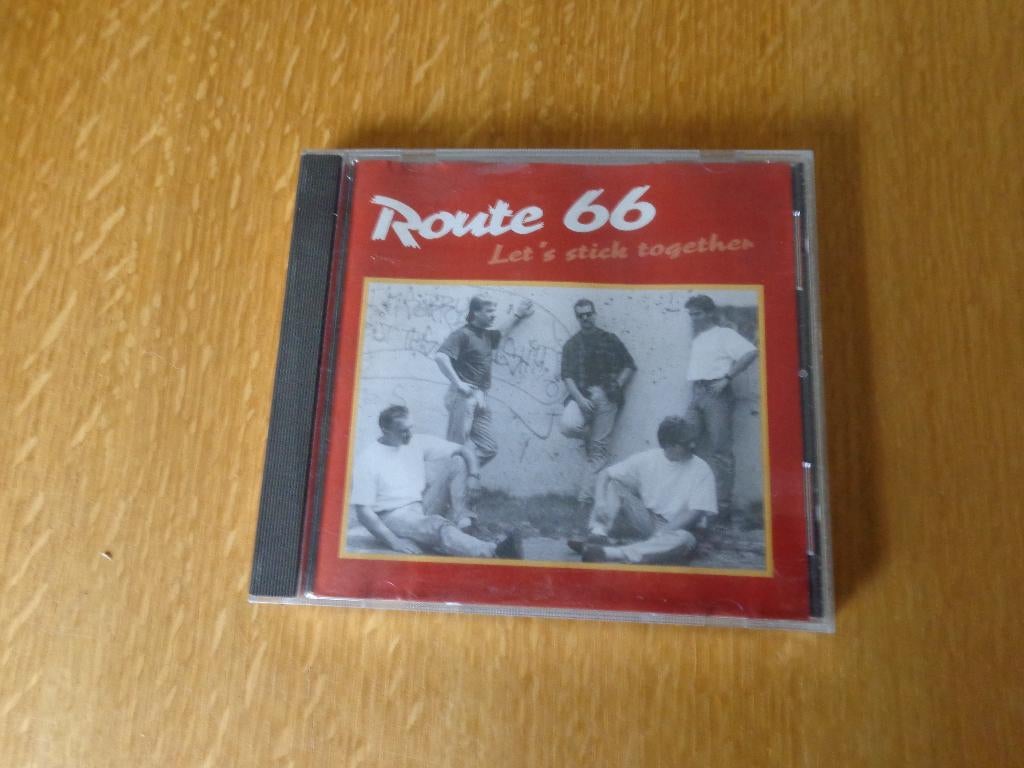 Route 66
Let's stick together